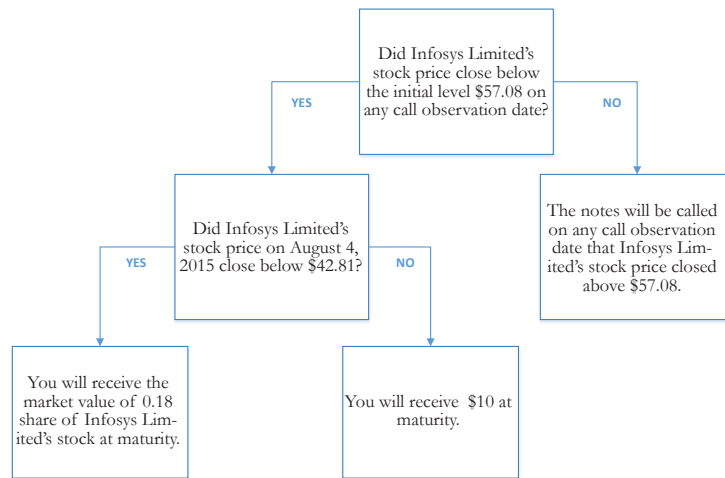 Did Infosys Limited's
stock price close below
the initial level $57.08 on
any call observation date?
YES
NO
Did Infosys Limited's
stock price on August 4,
2015 close below $42.81?
The notes will be called
on any call observation
date that Infosys Lim-
ited's stock price closed
above $57.08.
YES
NO
You will receive the
market value of 0.18
share of Infosys Lim-
ited's stock at maturity.
You will receive $10 at
maturity.